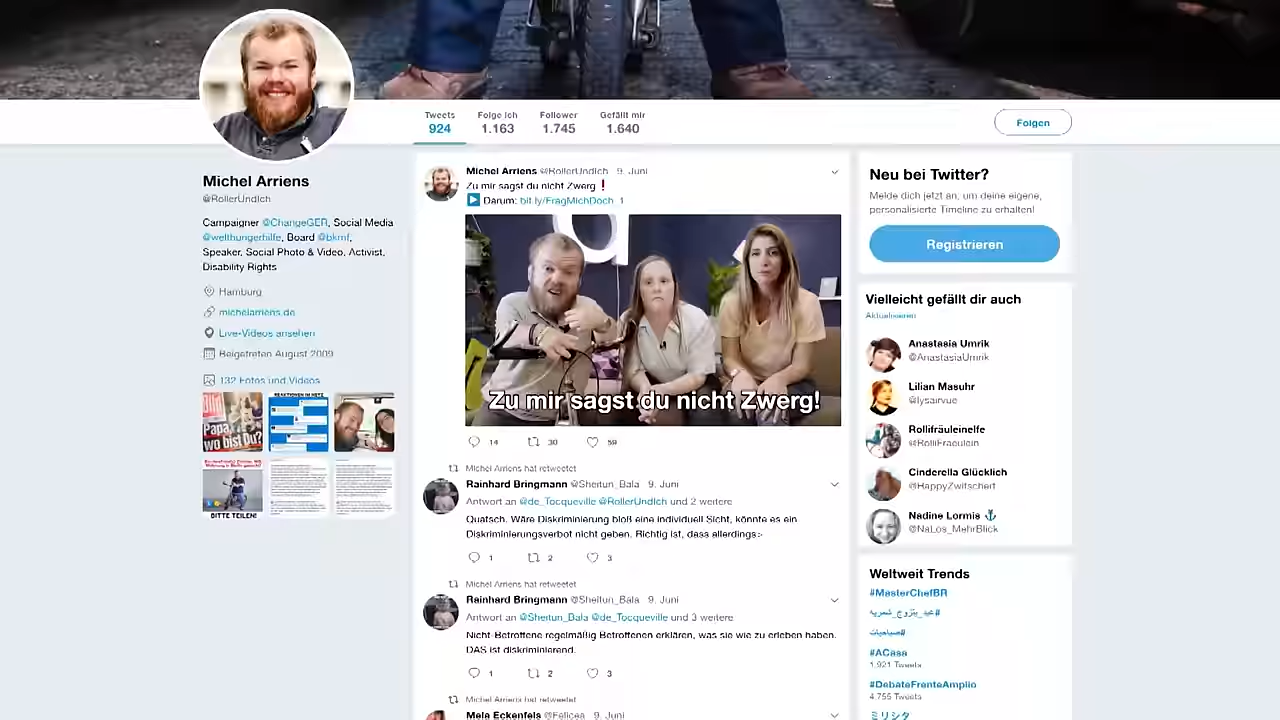 Tweets
924
Folge ich
1.163
Follower
1.745
Gefällt mir
1.640
Folgen
Michel Arriens
@RollerUndIch
Campaigner @ChangeGER, Social Media
@welthungerhilfe, Board @bkmf,
Speaker, Social Photo & Video, Activist,
Disability Rights
Hamburg
michelarriens.de
Live-Videos ansehen
Beigetreten August 2009
132 Fotos und Videos
Papa,
wo bist Du?
REAKTIONEN IM NETZ
BITTE TEILEN!
Michel Arriens @RollerUndIch 9. Juni
Zu mir sagst du nicht Zwerg❗
Darum: bit.ly/FragMichDoch_1
Zu mir sagst du nicht Zwerg!
14 30 59
Michel Arriens hat retweetet
Rainhard Bringmann @Sheitun_Bala 9. Juni
Antwort an @de_Tocqueville @RollerUndIch und 2 weitere
Quatsch. Wäre Diskriminierung bloß eine individuell Sicht, könnte es ein
Diskriminierungsverbot nicht geben. Richtig ist, dass allerdings>
1 2 3
Michel Arriens hat retweetet
Rainhard Bringmann @Sheitun_Bala 9. Juni
Antwort an @Sheitun_Bala @de_Tocqueville und 3 weitere
Nicht-Betroffene regelmäßig Betroffenen erklären, was sie wie zu erleben haben.
DAS ist diskriminierend.
1 2 3
Michel Arriens hat retweetet
Mela Eckenfels @Felicea 9. Juni
Neu bei Twitter?
Melde dich jetzt an, um deine eigene,
personalisierte Timeline zu erhalten!
Registrieren
Vielleicht gefällt dir auch
Aktualisieren
Anastasia Umrik
@AnastasiaUmrik
Lilian Masuhr
@lysairvue
Rollifräuleinelfe
@RolliFraeulein
Cinderella Glücklich
@HappyZwitschert
Nadine Lormis ⚓
@NaLos_MehrBlick
Weltweit Trends
#MasterChefBR
#عيد_بتزوج_شمريه
#صباحيات
#ACasa
1.921 Tweets
#DebateFrenteAmplio
4.755 Tweets
ミリシタ